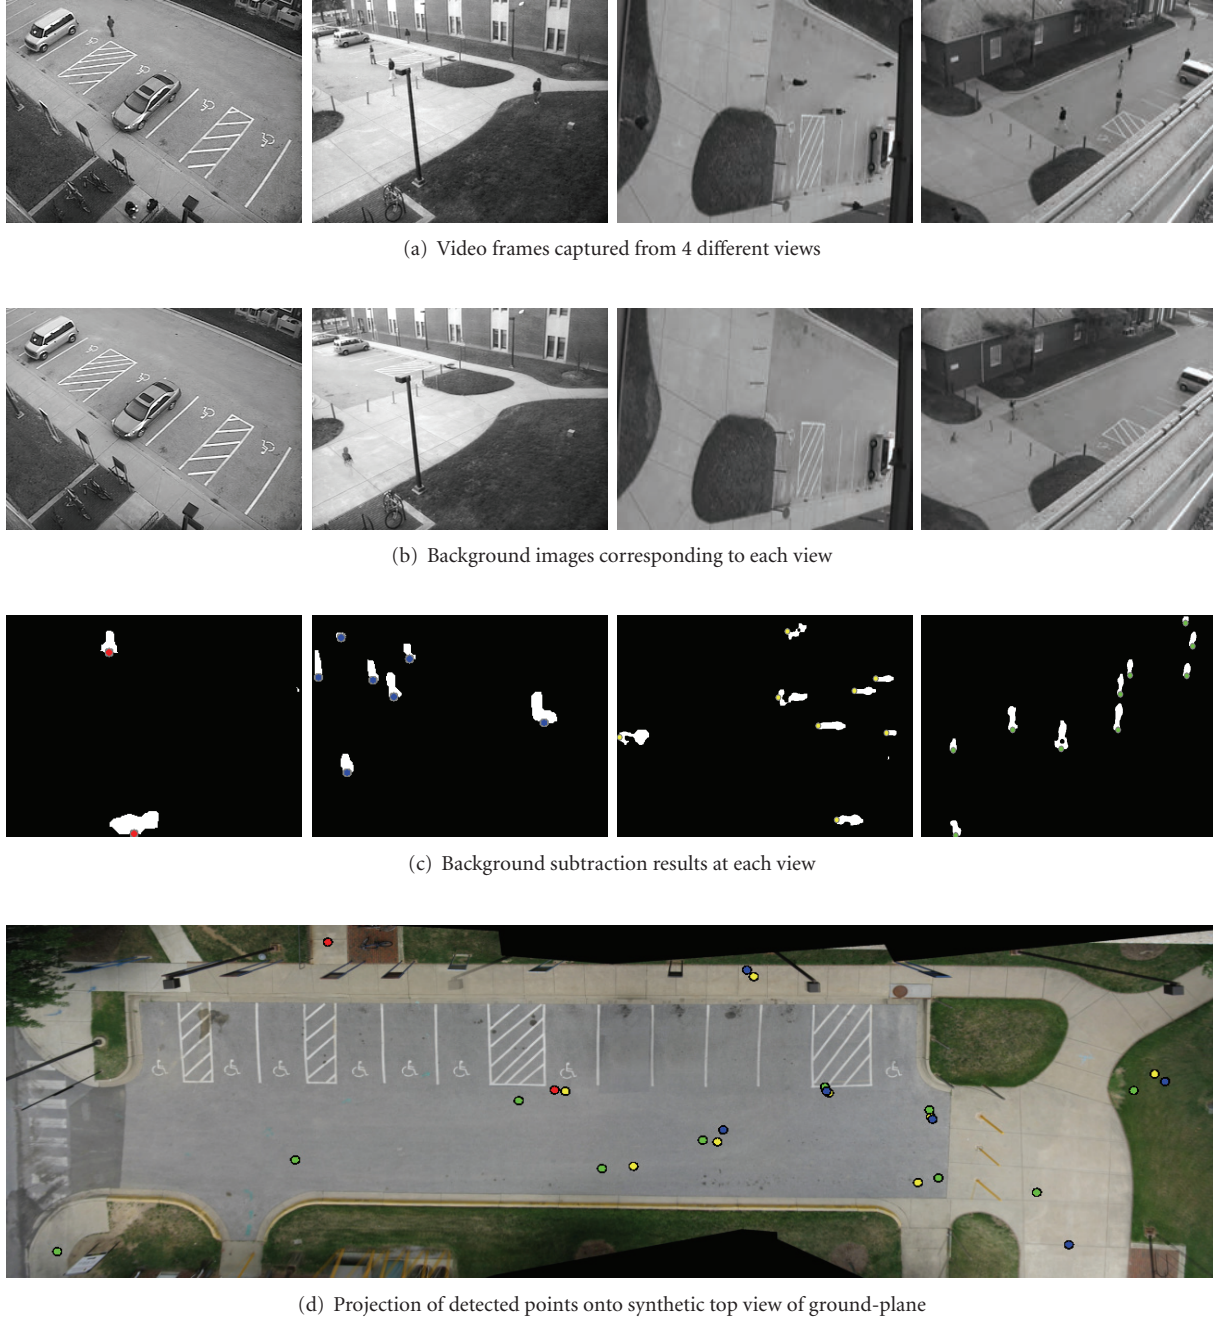 (a) Video frames captured from 4 different views
(b) Background images corresponding to each view
(c) Background subtraction results at each view
(d) Projection of detected points onto synthetic top view of ground-plane